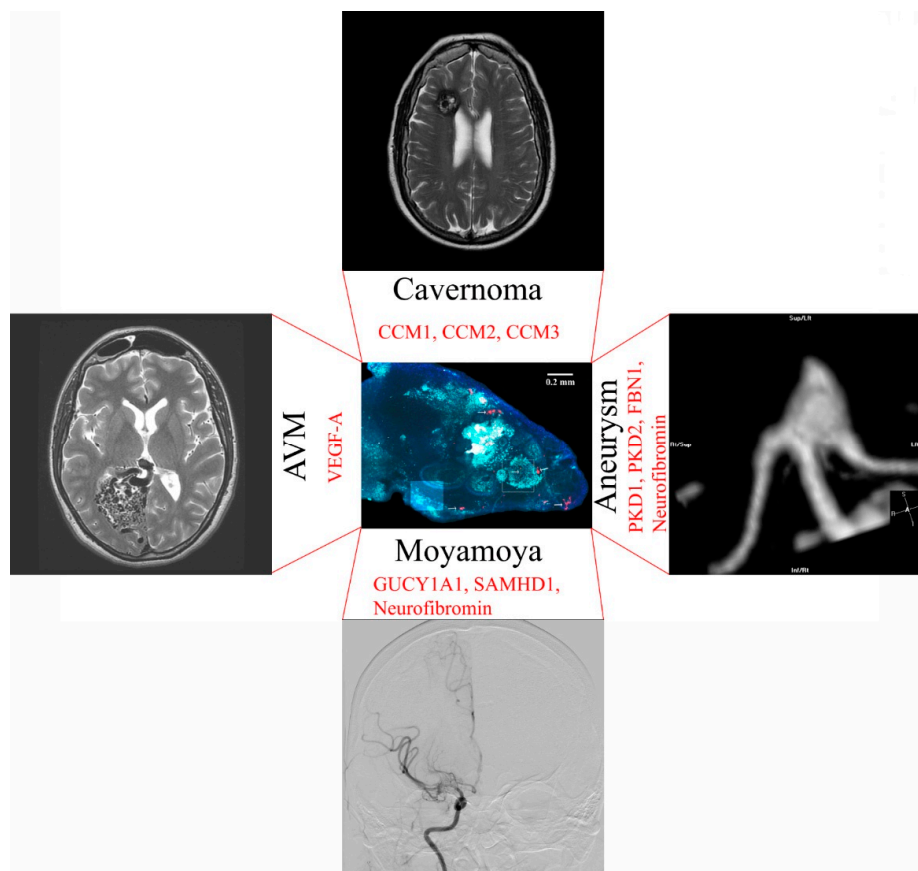 Cavernoma
CCM1, CCM2, CCM3
AVM
VEGF-A
0.2 mm
Aneurysm
PKD1, PKD2, FBN1,
Neurofibromin
Sup/Lft
Inf/Rt
S
R
Moyamoya
GUCY1A1, SAMHD1,
Neurofibromin